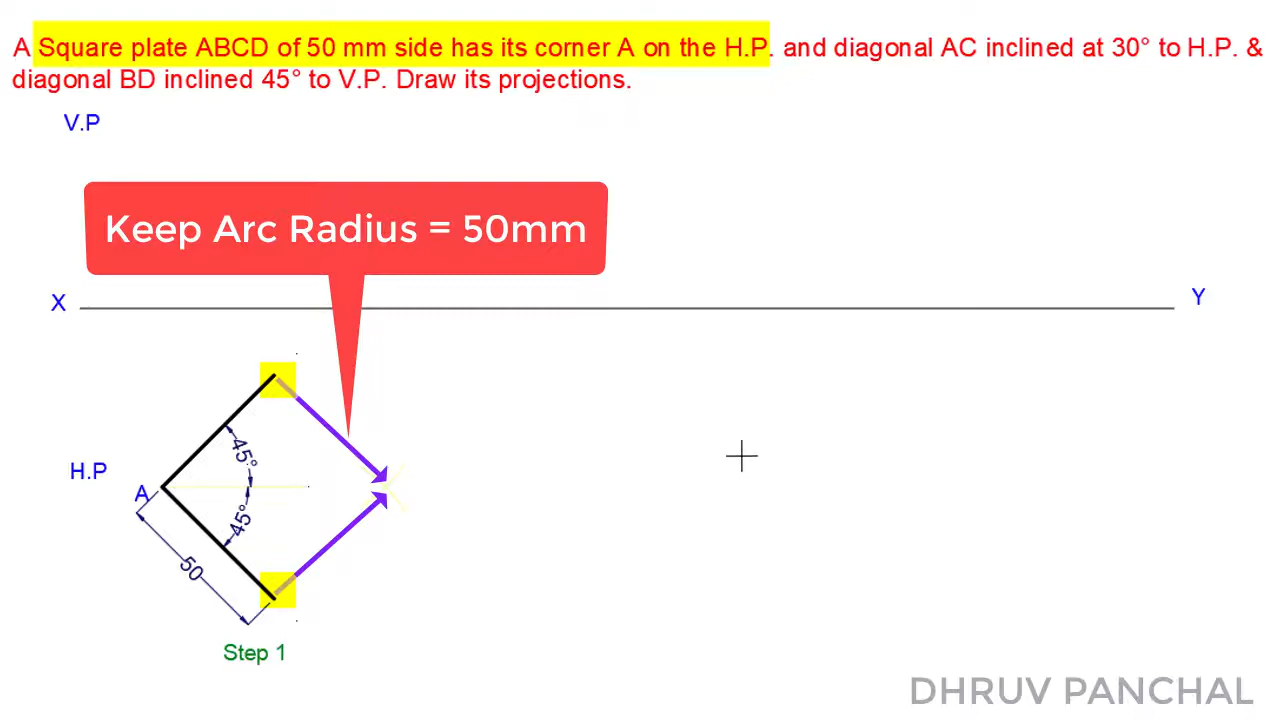 A Square plate ABCD of 50 mm side has its corner A on the H.P. and diagonal AC inclined at 30° to H.P. &
diagonal BD inclined 45° to V.P. Draw its projections.
V.P
Keep Arc Radius = 50mm
X
Y
45°
H.P
A
45°
50
Step 1
DHRUV PANCHAL